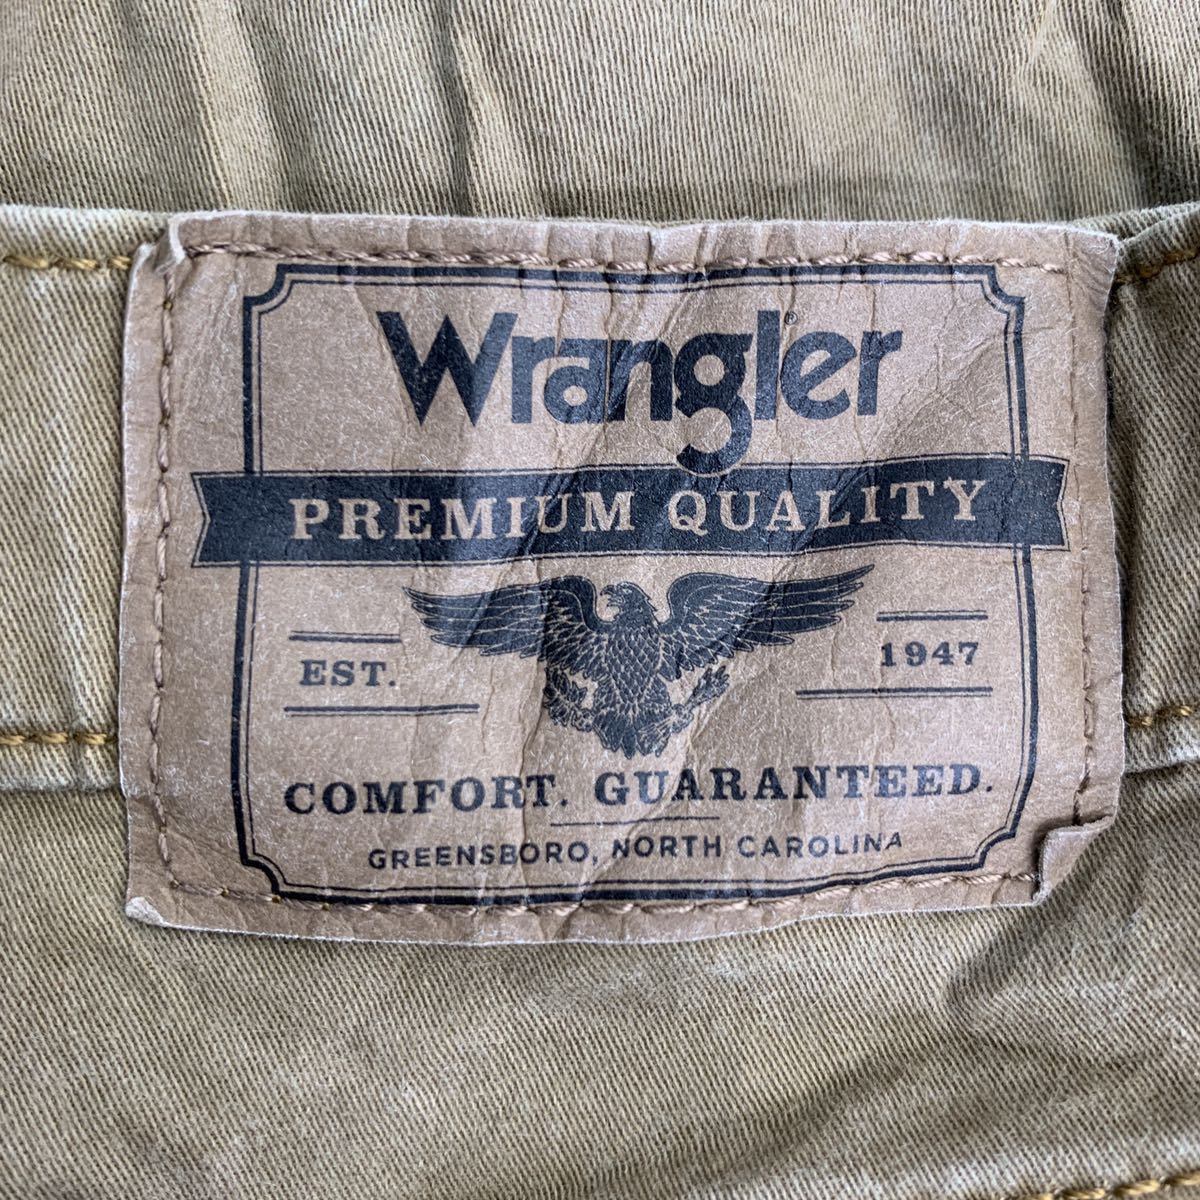 Wrangler®
PREMIUM QUALITY
EST. 1947
COMFORT. GUARANTEED.
GREENSBORO, NORTH CAROLINA